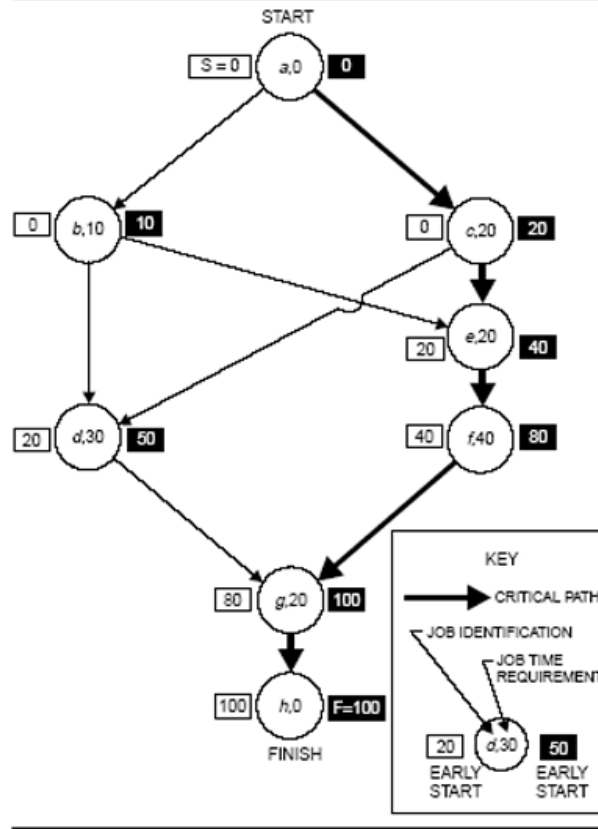 START
S = 0
a,0
0
0
b,10
10
0
c,20
20
20
e,20
40
20
d,30
50
40
f,40
80
80
g,20
100
100
h,0
F=100
FINISH
KEY
CRITICAL PATH
JOB IDENTIFICATION
JOB TIME
REQUIREMENT
20
d,30
50
EARLY
START
EARLY
START